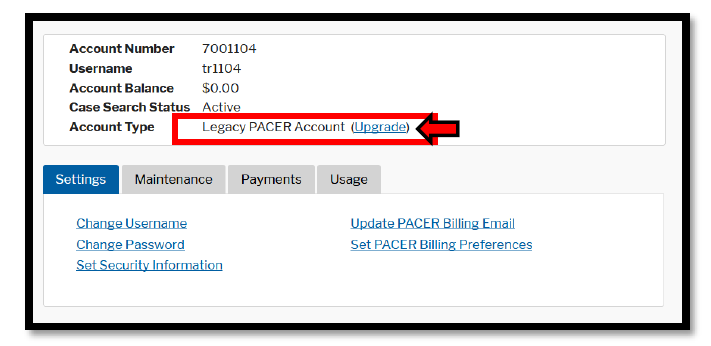 Account Number 7001104
Username tr1104
Account Balance $0.00
Case Search Status Active
Account Type Legacy PACER Account (Upgrade)
Settings Maintenance Payments Usage
Change Username Update PACER Billing Email
Change Password Set PACER Billing Preferences
Set Security Information